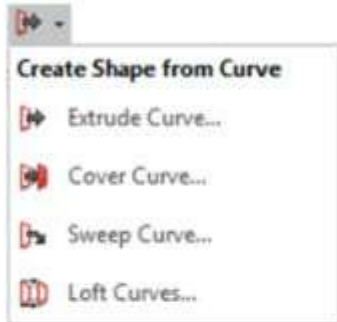 Create Shape from Curve
Extrude Curve...
Cover Curve...
Sweep Curve...
Loft Curves...